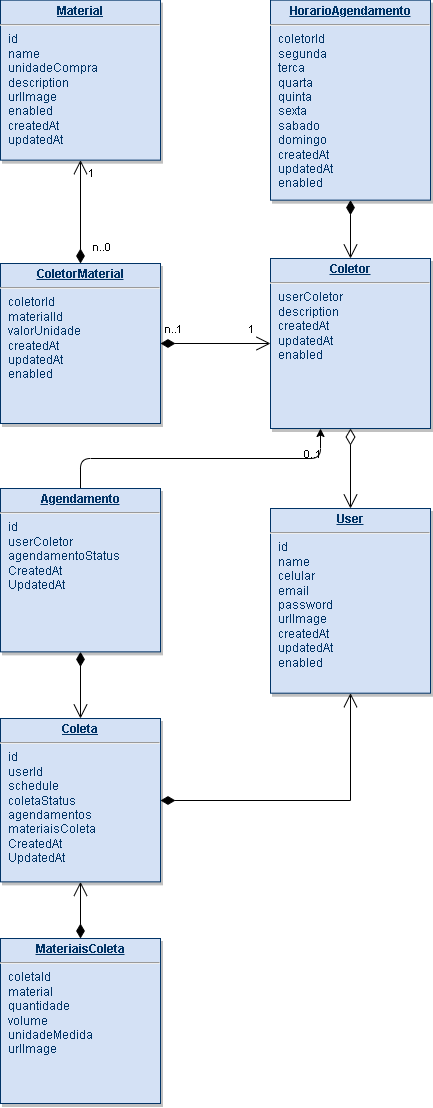 Material
id
name
unidadeCompra
description
urlImage
enabled
createdAt
updatedAt
HorarioAgendamento
coletorId
segunda
terca
quarta
quinta
sexta
sabado
domingo
createdAt
updatedAt
enabled
1
n..0
ColetorMaterial
coletorId
materialId
valorUnidade
createdAt
updatedAt
enabled
n..1
1
Coletor
userColetor
description
createdAt
updatedAt
enabled
0..1
Agendamento
id
userColetor
agendamentoStatus
CreatedAt
UpdatedAt
User
id
name
celular
email
password
urlImage
createdAt
updatedAt
enabled
Coleta
id
userId
schedule
coletaStatus
agendamentos
materiaisColeta
CreatedAt
UpdatedAt
MateriaisColeta
coletaId
material
quantidade
volume
unidadeMedida
urlImage